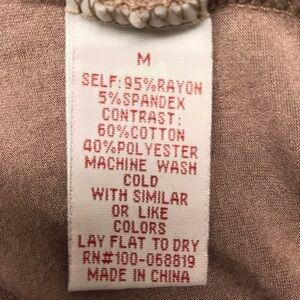 M
SELF:95%RAYON
5%SPANDEX
CONTRAST:
60%COTTON
40%POLYESTER
MACHINE WASH
COLD
WITH SIMILAR
OR LIKE
COLORS
LAY FLAT TO DRY
RN#100-068819
MADE IN CHINA